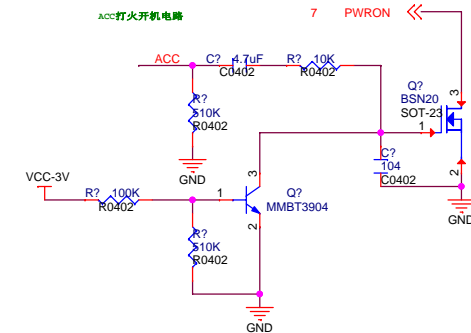 ACC打火开机电路
7 PWRON
ACC
C? 4.7uF
C0402
R? 10K
R0402
Q?
BSN20
SOT-23
3
1
2
R?
510K
R0402
GND
C?
104
C0402
GND
VCC-3V
R? 100K
R0402
1
3
2
Q?
MMBT3904
R?
510K
R0402
GND